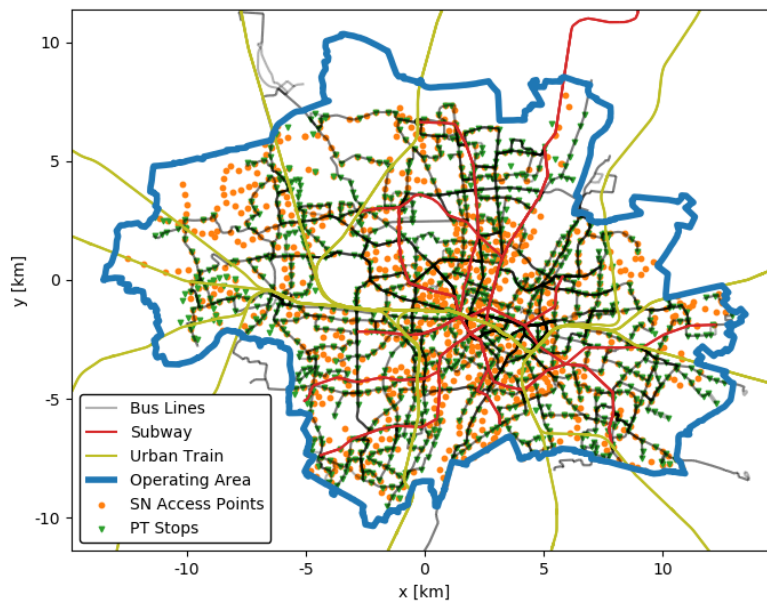 10
5
0
-5
-10
y [km]
Bus Lines
Subway
Urban Train
Operating Area
SN Access Points
PT Stops
-10
-5
0
5
10
x [km]